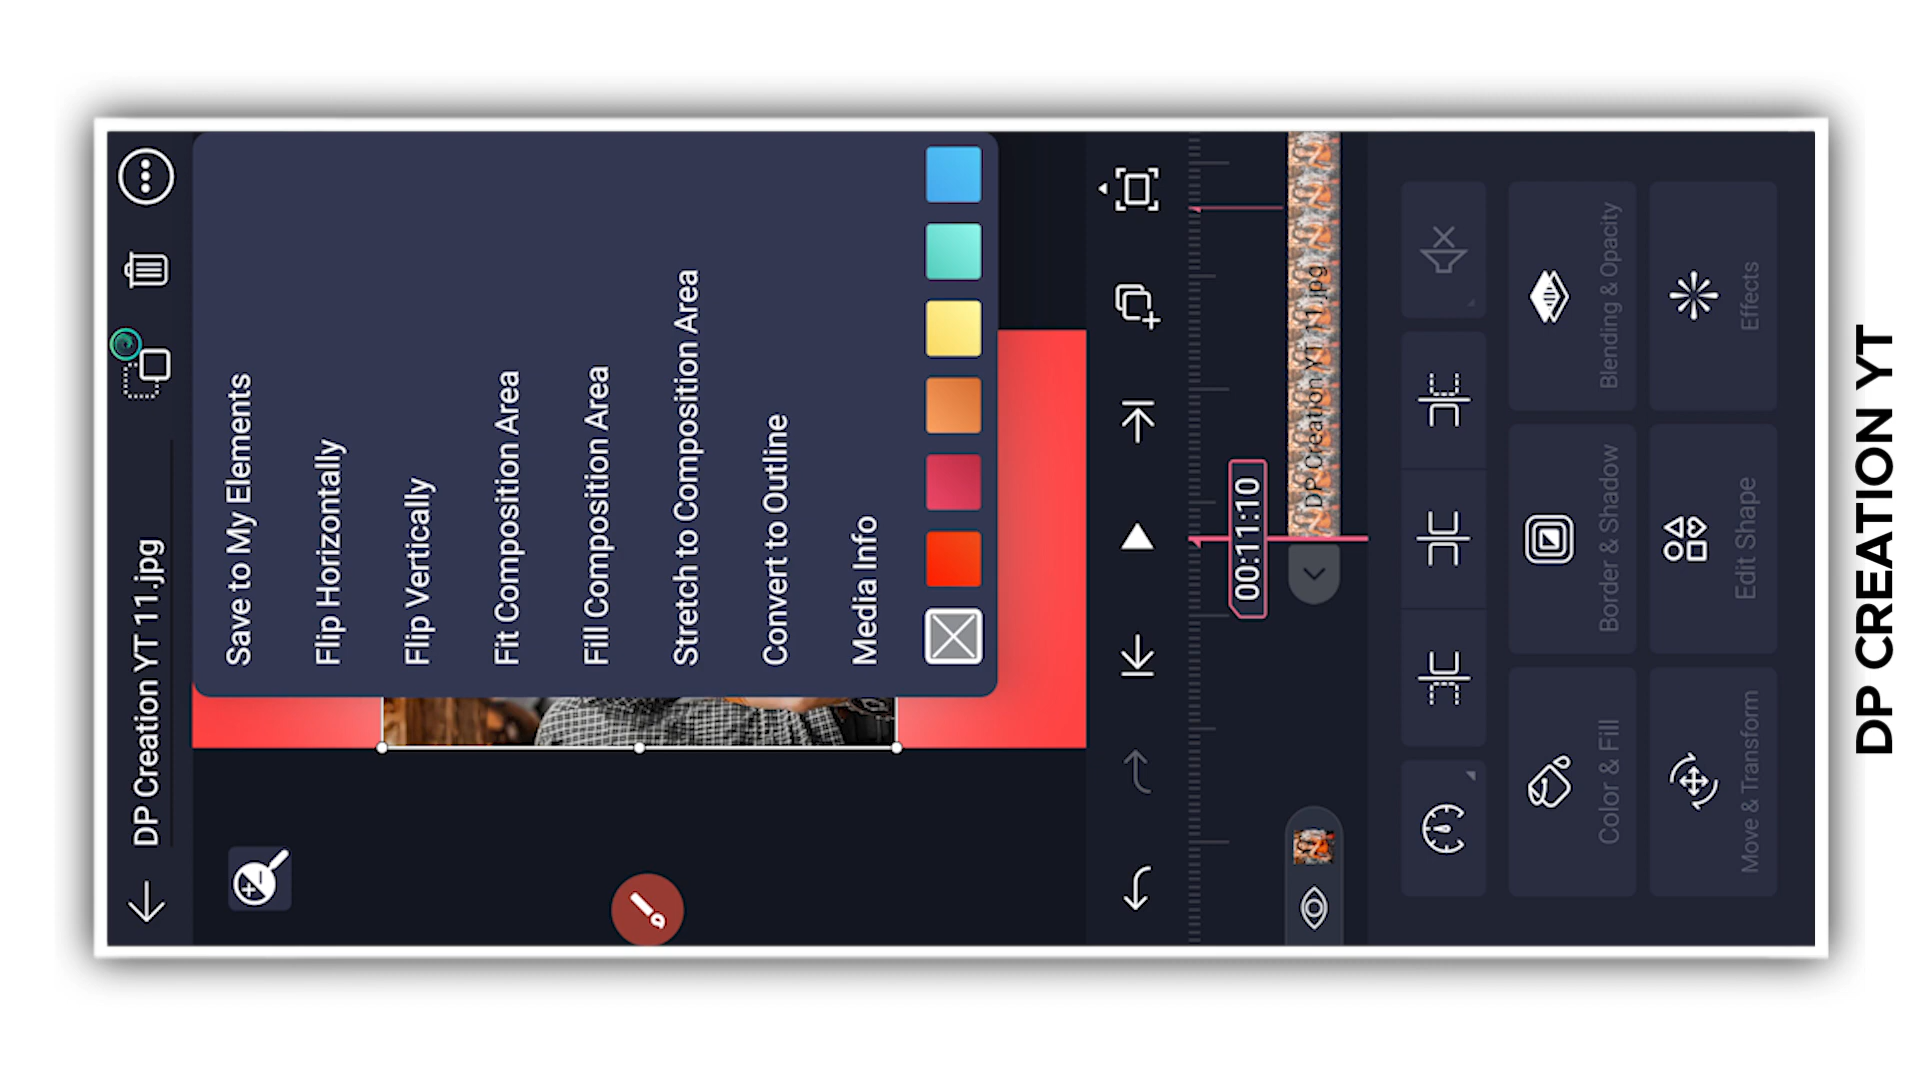 DP Creation YT 11.jpg
Save to My Elements
Flip Horizontally
Flip Vertically
Fit Composition Area
Fill Composition Area
Stretch to Composition Area
Convert to Outline
Media Info
00:11:10
DP Creation YT 11.jpg
Color & Fill
Border & Shadow
Blending & Opacity
Move & Transform
Edit Shape
Effects
DP CREATION YT